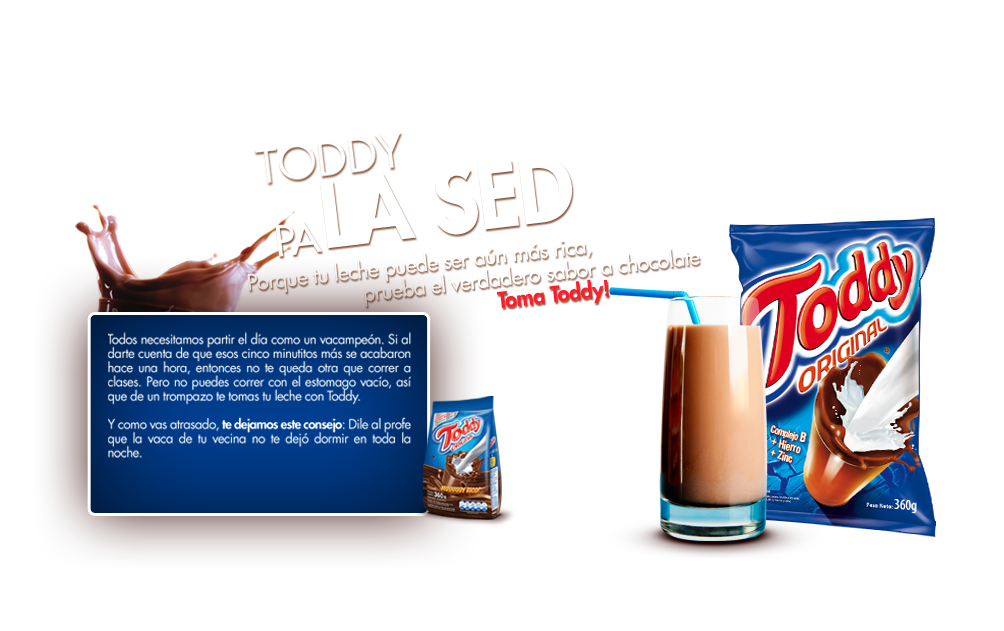 TODDY
PALA SED
Porque tu leche puede ser aún más rica,
prueba el verdadero sabor a chocolate
Toma Toddy!
Todos necesitamos partir el día como un vacampeón. Si al
darte cuenta de que esos cinco minutitos más se acabaron
hace una hora, entonces no te queda otra que correr a
clases. Pero no puedes correr con el estomago vacío, así
que de un trompazo te tomas tu leche con Toddy.
Y como vas atrasado, te dejamos este consejo: Dile al profe
que la vaca de tu vecina no te dejó dormir en toda la
noche.
Toddy
360g
Toddy
ORIGINAL
Complejo B
+ Hierro
+ Zinc
Peso Neto: 360g